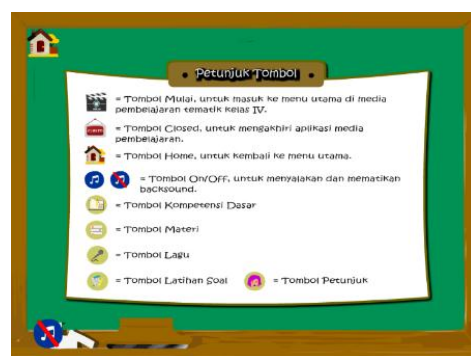 Petunjuk Tombol
= Tombol Mulai, untuk masuk ke menu utama di media
pembelajaran tematik kelas IV.
= Tombol Closed, untuk mengakhiri aplikasi media
pembelajaran.
= Tombol Home, untuk kembali ke menu utama.
= Tombol On/OFF, untuk menyalakan dan mematikan
backsound.
= Tombol Kompetensi Dasar
= Tombol Materi
= Tombol Lagu
= Tombol Latihan Soal = Tombol Petunjuk